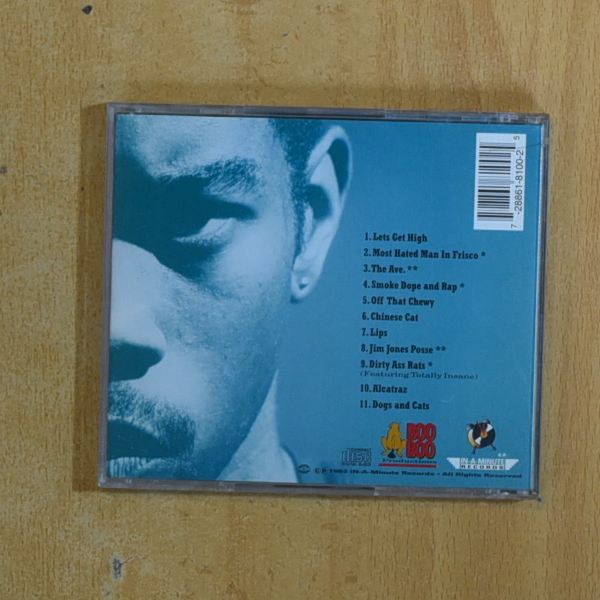 7 28861-8100-2 5
1. Lets Get High
2. Most Hated Man In Frisco *
3. The Ave. **
4. Smoke Dope and Rap *
5. Off That Chewy
6. Chinese Cat
7. Lips
8. Jim Jones Posse **
9. Dirty Ass Rats *
(Featuring Totally Insane)
10. Alcatraz
11. Dogs and Cats
BOO
BOO
Productions
IN-A-MINUTE
RECORDS
1993 IN-A-Minute Records • All Rights Reserved